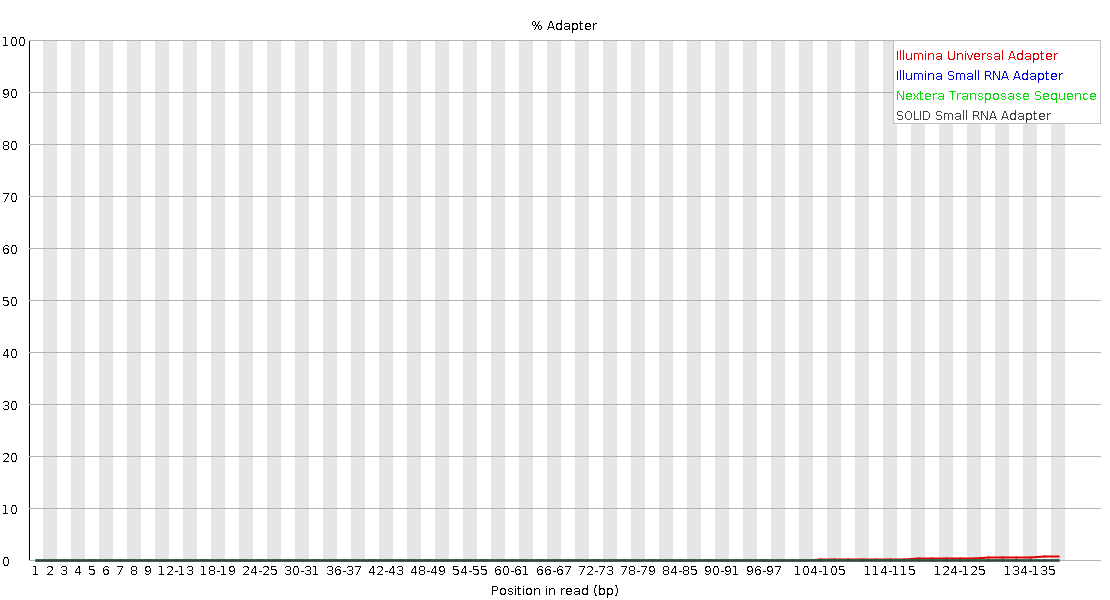 % Adapter
100
90
80
70
60
50
40
30
20
10
0
Illumina Universal Adapter
Illumina Small RNA Adapter
Nextera Transposase Sequence
SOLID Small RNA Adapter
1 2 3 4 5 6 7 8 9 12-13 18-19 24-25 30-31 36-37 42-43 48-49 54-55 60-61 66-67 72-73 78-79 84-85 90-91 96-97 104-105 114-115 124-125 134-135
Position in read (bp)